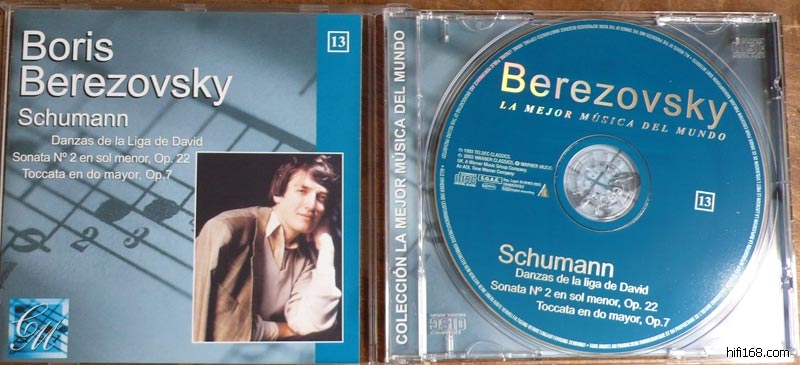 Boris
Berezovsky
Schumann
Danzas de la Liga de David
Sonata Nº 2 en sol menor, Op. 22
Toccata en do mayor, Op.7
13
CM
COLECCIÓN LA MEJOR MÚSICA DEL MUNDO
Berezovsky
LA MEJOR MÚSICA DEL MUNDO
13
Schumann
Danzas de la liga de David
Sonata Nº 2 en sol menor, Op. 22
Toccata en do mayor, Op.7
hifi168.com